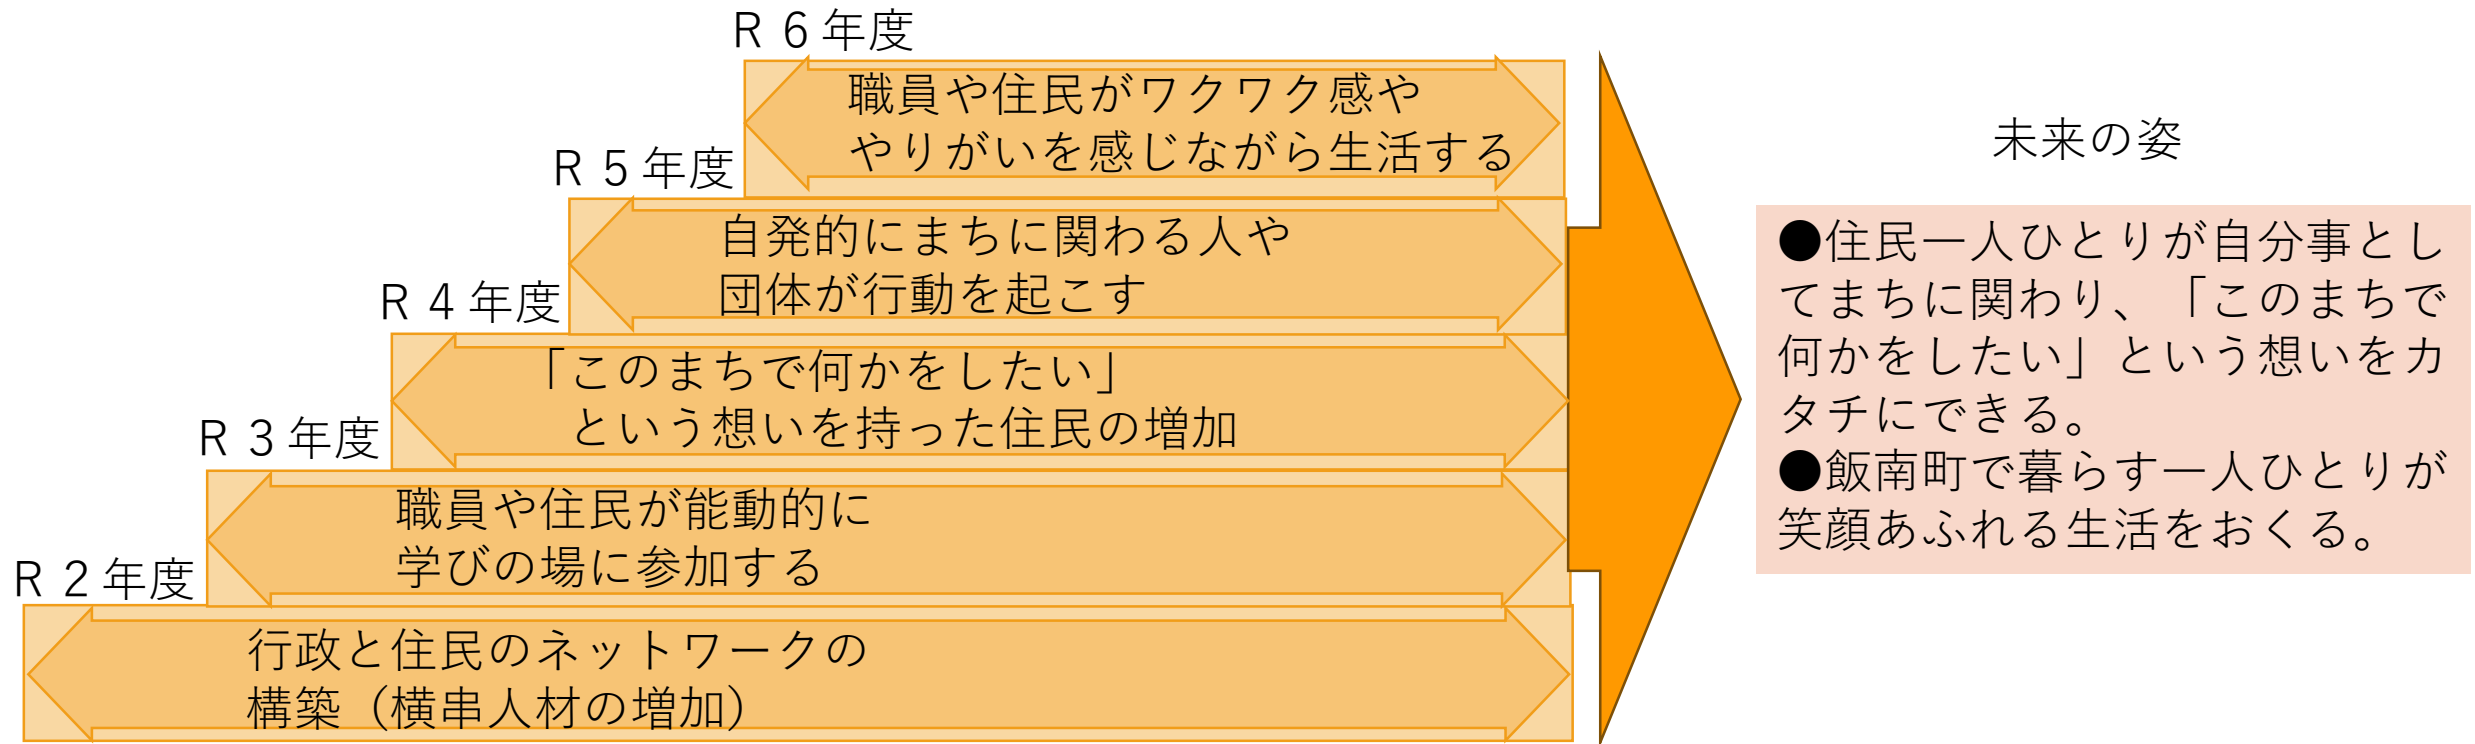 Ｒ６年度
職員や住民がワクワク感や
やりがいを感じながら生活する
Ｒ５年度
自発的にまちに関わる人や
団体が行動を起こす
Ｒ４年度
「このまちで何かをしたい」
という想いを持った住民の増加
Ｒ３年度
職員や住民が能動的に
学びの場に参加する
Ｒ２年度
行政と住民のネットワークの
構築（横串人材の増加）
未来の姿
●住民一人ひとりが自分事とし
てまちに関わり、「このまちで
何かをしたい」という想いをカ
タチにできる。
●飯南町で暮らす一人ひとりが
笑顔あふれる生活をおくる。